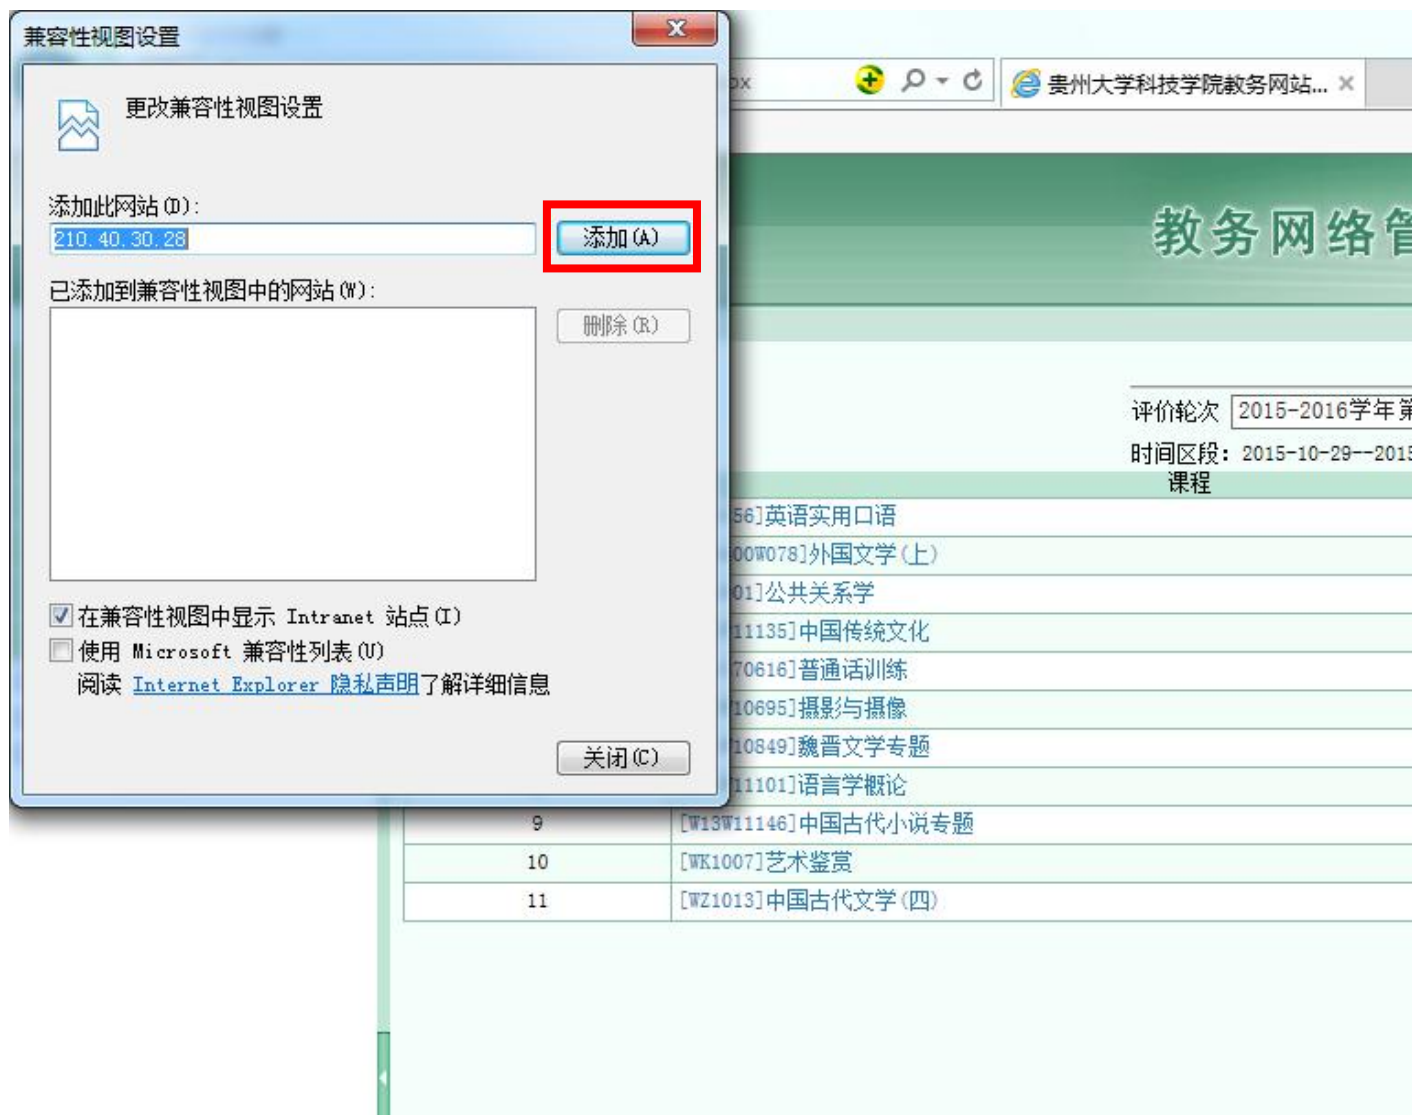 兼容性视图设置
更改兼容性视图设置
添加此网站(D):
210.40.30.28
添加(A)
已添加到兼容性视图中的网站(W):
删除(R)
在兼容性视图中显示 Intranet 站点(I)
使用 Microsoft 兼容性列表(U)
阅读 Internet Explorer 隐私声明了解详细信息
关闭(C)
贵州大学科技学院教务网站...
教务网络管
评价轮次 2015-2016学年第
时间区段: 2015-10-29--2015
课程
56]英语实用口语
00W078]外国文学(上)
01]公共关系学
11135]中国传统文化
70616]普通话训练
10695]摄影与摄像
10849]魏晋文学专题
11101]语言学概论
9 [W13W11146]中国古代小说专题
10 [WK1007]艺术鉴赏
11 [WZ1013]中国古代文学(四)